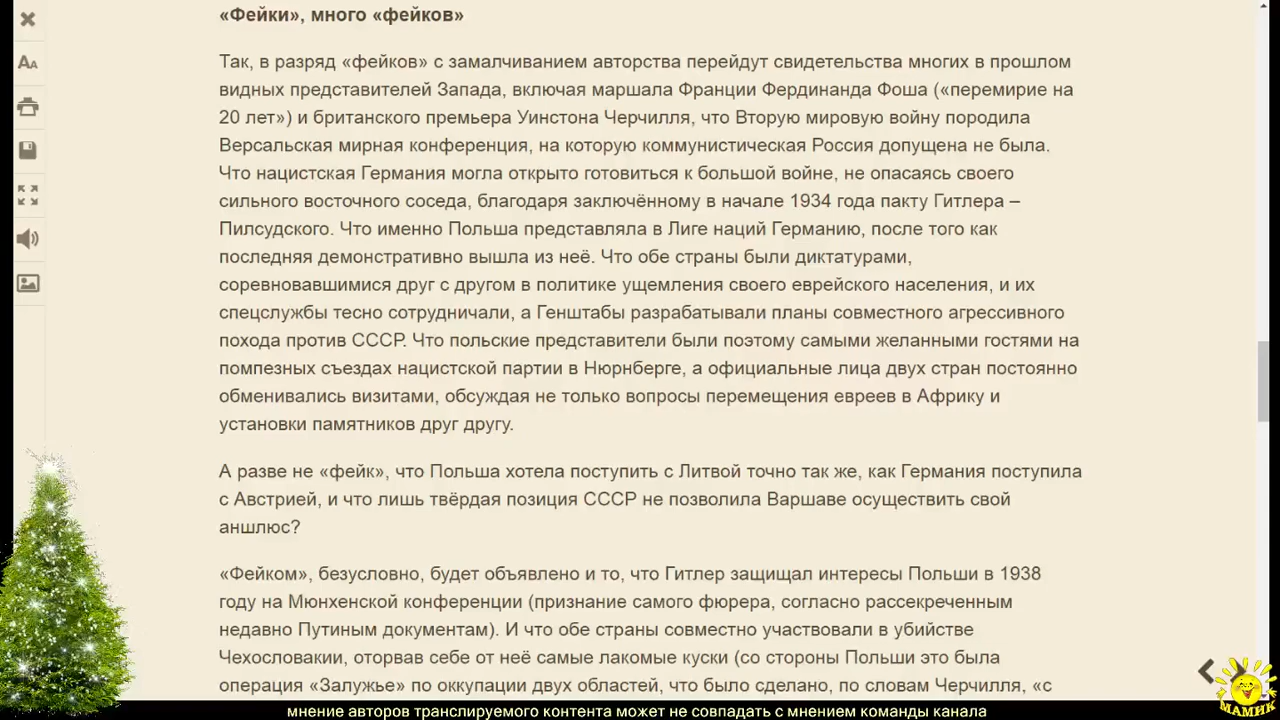 «Фейки», много «фейков»
Так, в разряд «фейков» с замалчиванием авторства перейдут свидетельства многих в прошлом
видных представителей Запада, включая маршала Франции Фердинанда Фоша («перемирие на
20 лет») и британского премьера Уинстона Черчилля, что Вторую мировую войну породила
Версальская мирная конференция, на которую коммунистическая Россия допущена не была.
Что нацистская Германия могла открыто готовиться к большой войне, не опасаясь своего
сильного восточного соседа, благодаря заключённому в начале 1934 года пакту Гитлера –
Пилсудского. Что именно Польша представляла в Лиге наций Германию, после того как
последняя демонстративно вышла из неё. Что обе страны были диктатурами,
соревновавшимися друг с другом в политике ущемления своего еврейского населения, и их
спецслужбы тесно сотрудничали, а Генштабы разрабатывали планы совместного агрессивного
похода против СССР. Что польские представители были поэтому самыми желанными гостями на
помпезных съездах нацистской партии в Нюрнберге, а официальные лица двух стран постоянно
обменивались визитами, обсуждая не только вопросы перемещения евреев в Африку и
установки памятников друг другу.
А разве не «фейк», что Польша хотела поступить с Литвой точно так же, как Германия поступила
с Австрией, и что лишь твёрдая позиция СССР не позволила Варшаве осуществить свой
аншлюс?
«Фейком», безусловно, будет объявлено и то, что Гитлер защищал интересы Польши в 1938
году на Мюнхенской конференции (признание самого фюрера, согласно рассекреченным
недавно Путиным документам). И что обе страны совместно участвовали в убийстве
Чехословакии, оторвав себе от неё самые лакомые куски (со стороны Польши это была
операция «Залужье» по оккупации двух областей, что было сделано, по словам Черчилля, «с
МАМИК
мнение авторов транслируемого контента может не совпадать с мнением команды канала